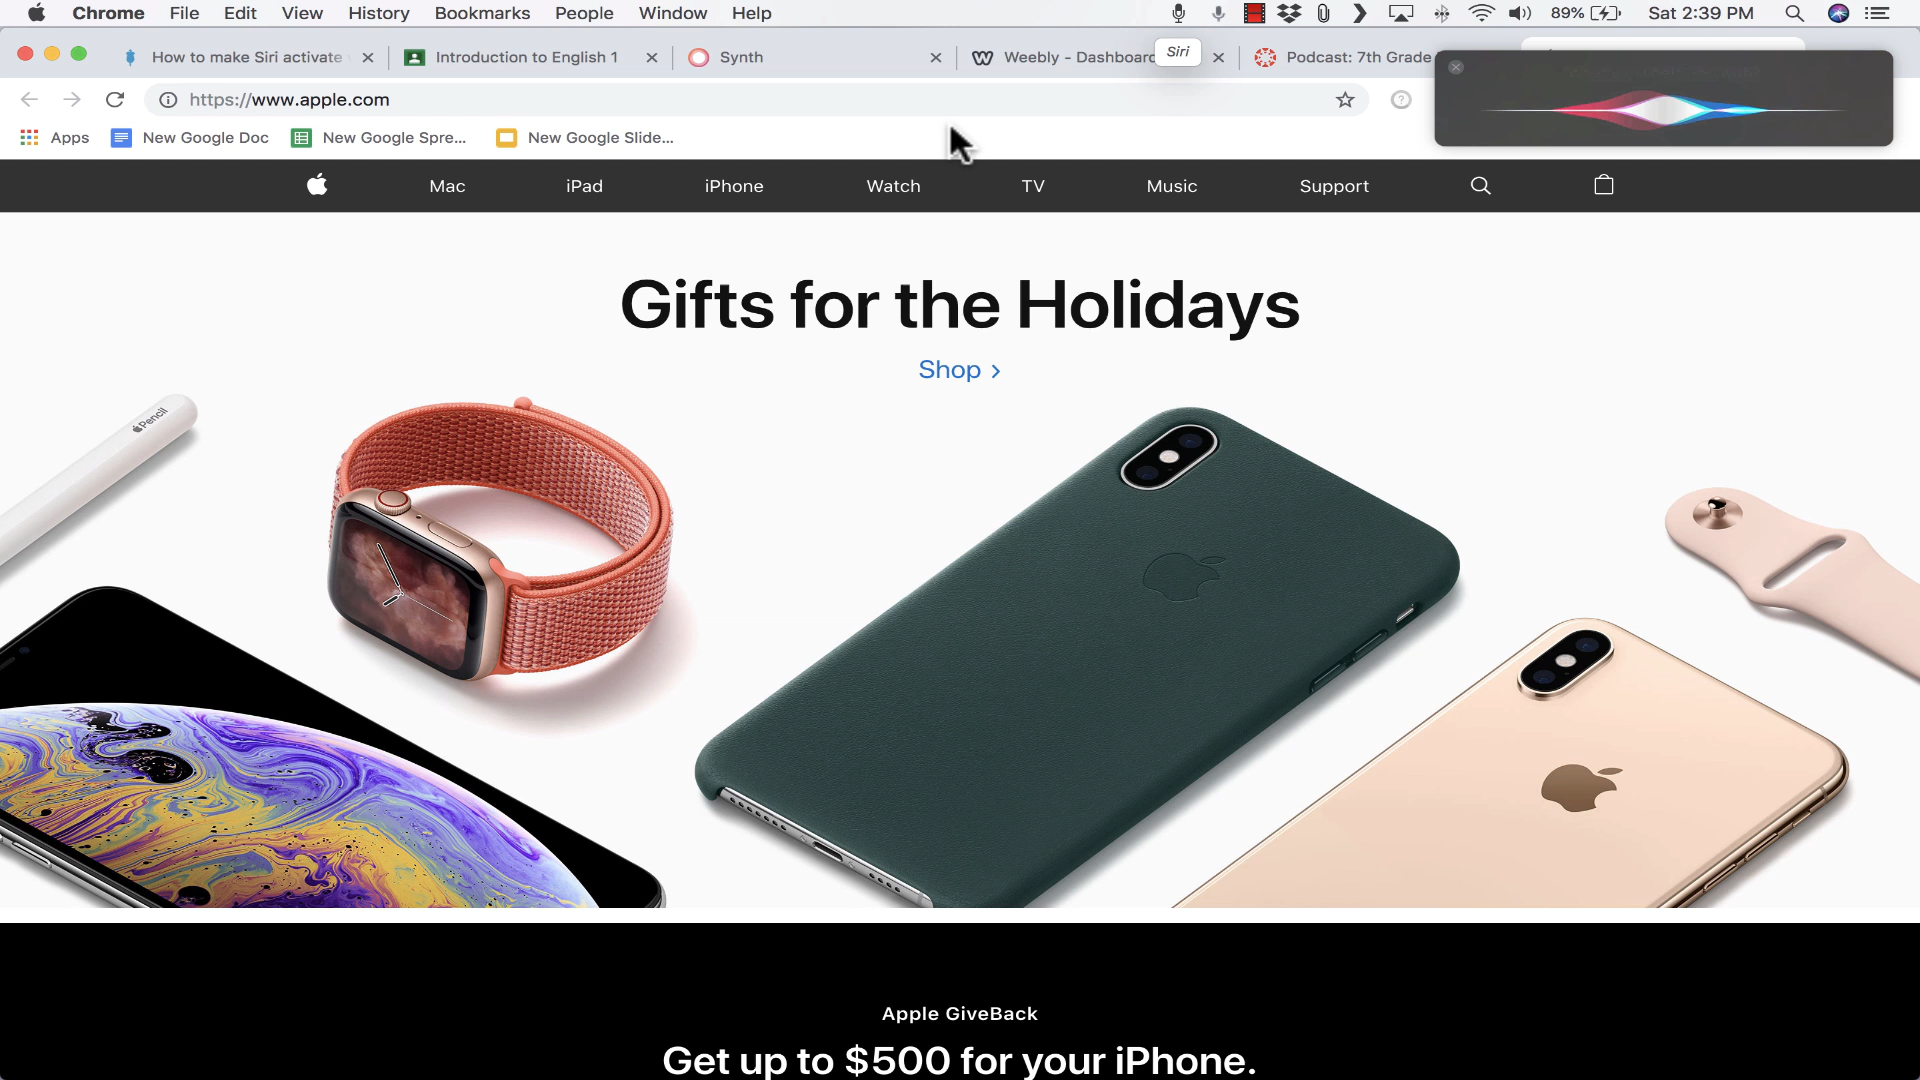 Chrome File Edit View History Bookmarks People Window Help 89% Sat 2:39 PM
How to make Siri activate Introduction to English 1 Synth Weebly - Dashboard Siri Podcast: 7th Grade
https://www.apple.com
Apps New Google Doc New Google Spre... New Google Slide...
Mac iPad iPhone Watch TV Music Support
Gifts for the Holidays
Shop >
Pencil
Apple GiveBack
Get up to $500 for your iPhone.